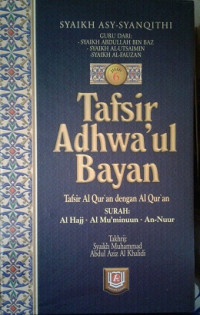 SYAIKH ASY-SYANQITHI
GURU DARI:
- SYAIKH ABDULLAH BIN BAZ
- SYAIKH AL-UTSAIMIN
-SYAIKH AL-FAUZAN
6
Tafsir
Adhwa'ul
Bayan
Tafsir Al Qur'an dengan Al Qur'an
SURAH:
Al Hajj · Al Mu'minuun · An-Nuur
Takhrij:
Syaikh Muhammad
Abdul Aziz Al Khalidi